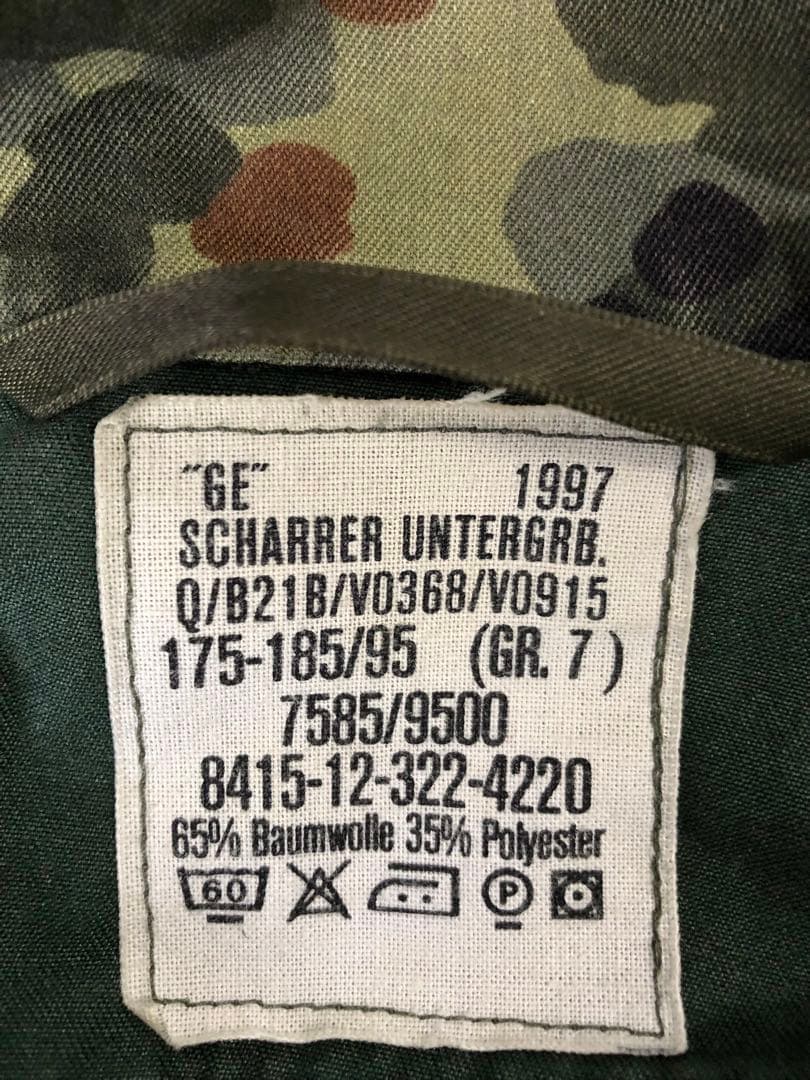 "GE" 1997
SCHARRER UNTERGRB.
Q/B21B/V0368/V0915
175-185/95 (GR. 7)
7585/9500
8415-12-322-4220
65% Baumwolle 35% Polyester
60 P